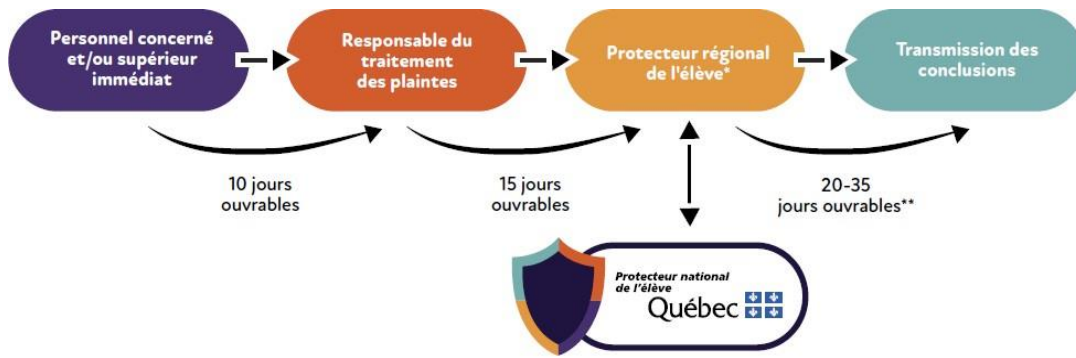 Personnel concerné
et/ou supérieur
immédiat
Responsable du
traitement
des plaintes
Protecteur régional
de l'élève*
Transmission des
conclusions
10 jours
ouvrables
15 jours
ouvrables
20-35
jours ouvrables**
Protecteur national
de l'élève
Québec